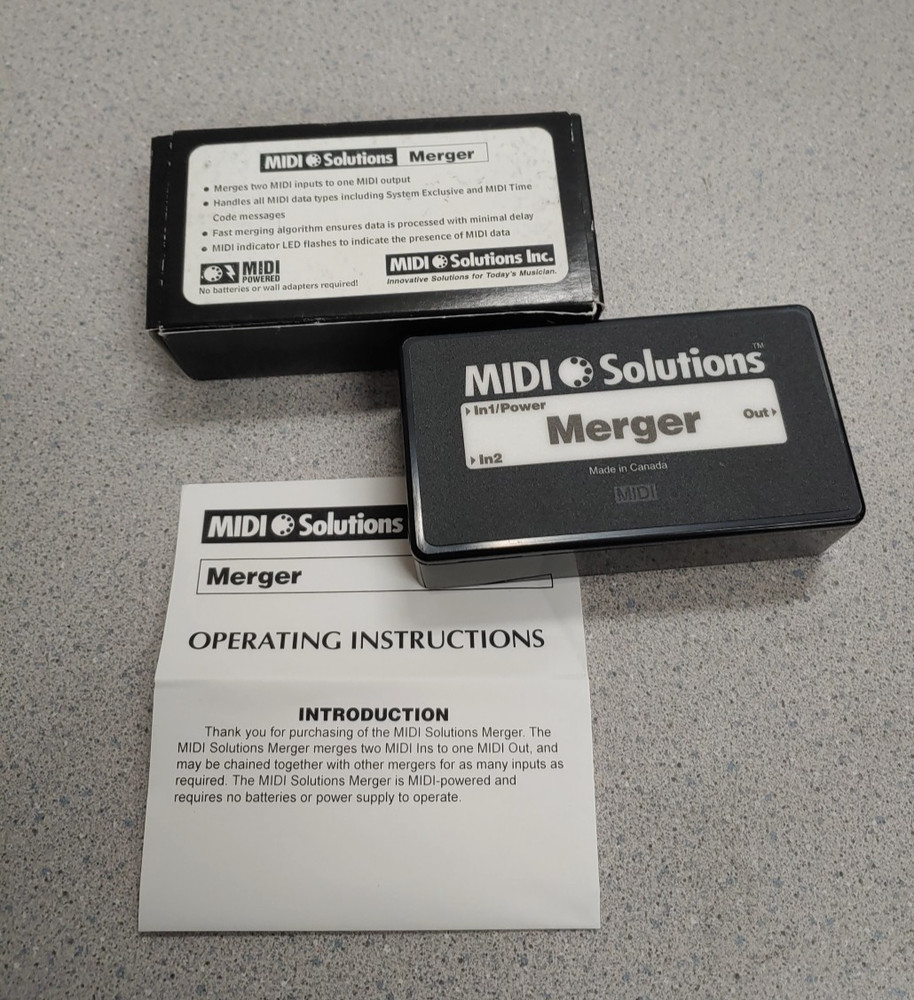 MIDI Solutions Merger
• Merges two MIDI inputs to one MIDI output
• Handles all MIDI data types including System Exclusive and MIDI Time
Code messages
• Fast merging algorithm ensures data is processed with minimal delay
• MIDI indicator LED flashes to indicate the presence of MIDI data
MIDI
POWERED
No batteries or wall adapters required!
MIDI Solutions Inc.
Innovative Solutions for Today's Musician.
MIDI Solutions™
In1/Power
Merger
Out
In2
Made in Canada
MIDI
MIDI Solutions
Merger
OPERATING INSTRUCTIONS
INTRODUCTION
Thank you for purchasing of the MIDI Solutions Merger. The
MIDI Solutions Merger merges two MIDI Ins to one MIDI Out, and
may be chained together with other mergers for as many inputs as
required. The MIDI Solutions Merger is MIDI-powered and
requires no batteries or power supply to operate.